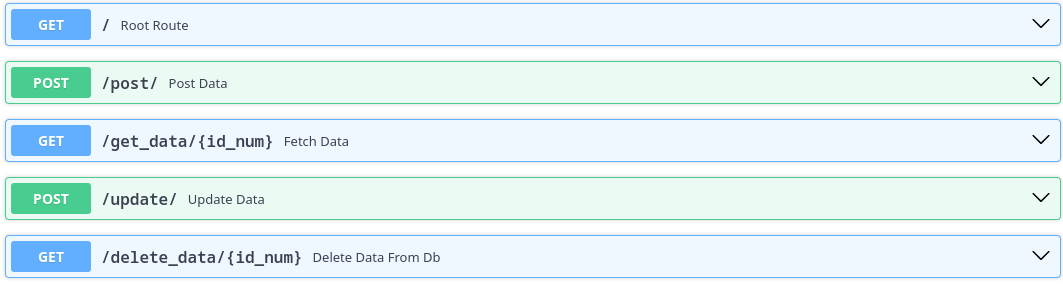 GET / Root Route
POST /post/ Post Data
GET /get_data/{id_num} Fetch Data
POST /update/ Update Data
GET /delete_data/{id_num} Delete Data From Db